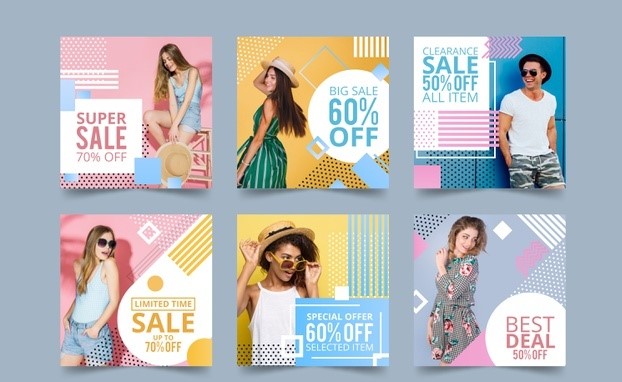 SUPER
SALE
70% OFF
BIG SALE
60%
OFF
CLEARANCE
SALE
50% OFF
ALL ITEM
LIMITED TIME
SALE
UP TO
70% OFF
SPECIAL OFFER
60% OFF
SELECTED ITEM
BEST
DEAL
50% OFF